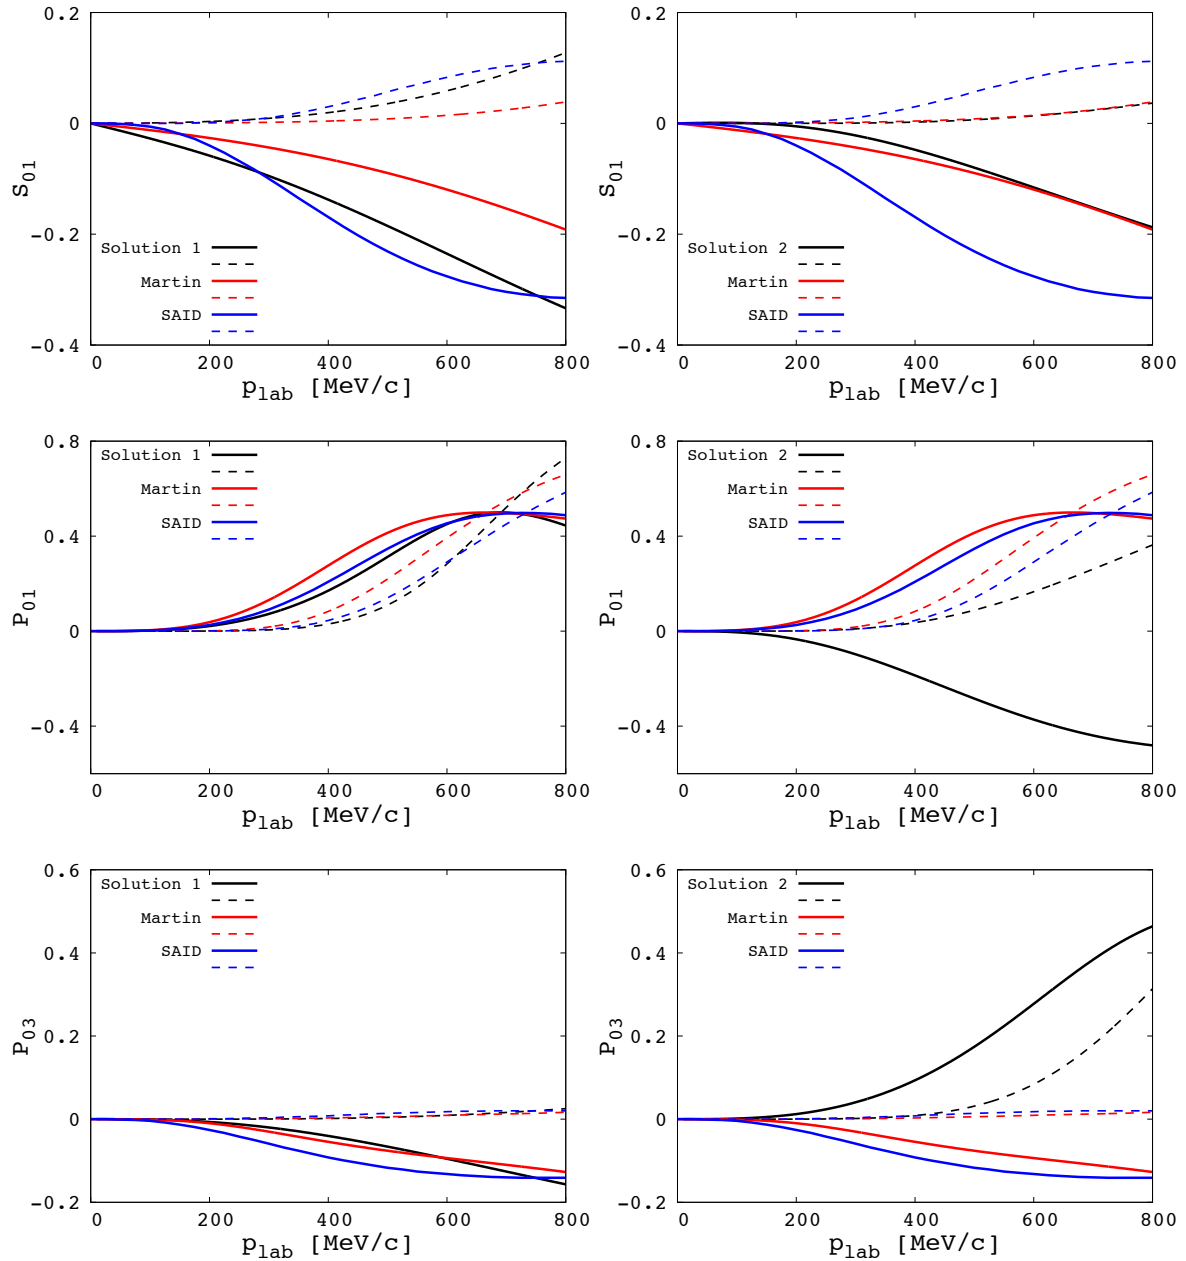 0.2
0
−0.2
−0.4
S01
Solution 1
Martin
SAID
0 200 400 600 800
plab [MeV/c]
0.2
0
−0.2
−0.4
S01
Solution 2
Martin
SAID
0 200 400 600 800
plab [MeV/c]
0.8
0.4
0
−0.4
P01
Solution 1
Martin
SAID
0 200 400 600 800
plab [MeV/c]
0.8
0.4
0
−0.4
P01
Solution 2
Martin
SAID
0 200 400 600 800
plab [MeV/c]
0.6
0.4
0.2
0
−0.2
P03
Solution 1
Martin
SAID
0 200 400 600 800
plab [MeV/c]
0.6
0.4
0.2
0
−0.2
P03
Solution 2
Martin
SAID
0 200 400 600 800
plab [MeV/c]